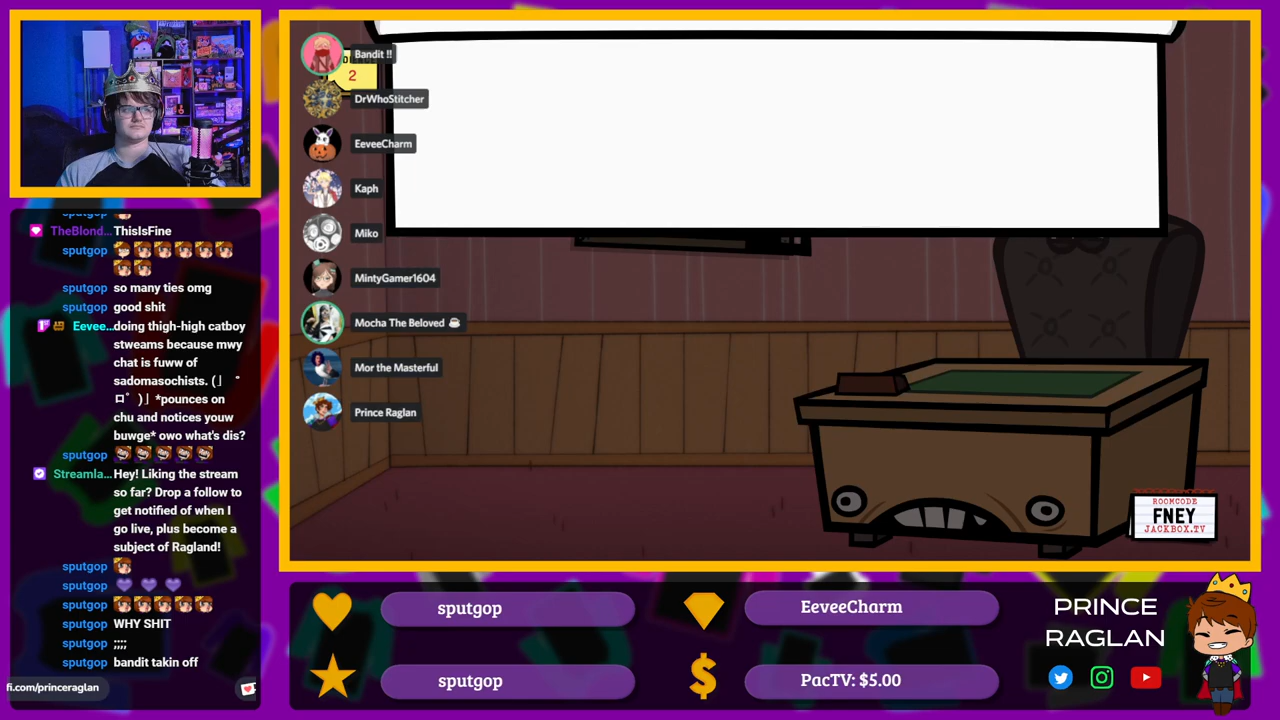 sputgop
TheBlond... ThisIsFine
sputgop
sputgop so many ties omg
sputgop good shit
Eevee... doing thigh-high catboy
stweams because mwy
chat is fuww of
sadomasochists. (」゜
ロ゜)」 *pounces on
chu and notices youw
buwge* owo what's dis?
sputgop
Streamla... Hey! Liking the stream
so far? Drop a follow to
get notified of when I
go live, plus become a
subject of Ragland!
sputgop
sputgop
sputgop
sputgop WHY SHIT
sputgop ;;;;
sputgop bandit takin off
fi.com/princeraglan
Bandit !!
2
DrWhoStitcher
EeveeCharm
Kaph
Miko
MintyGamer1604
Mocha The Beloved ☕
Mor the Masterful
Prince Raglan
ROOMCODE
FNEY
JACKBOX.TV
sputgop
EeveeCharm
sputgop
PacTV: $5.00
PRINCE
RAGLAN